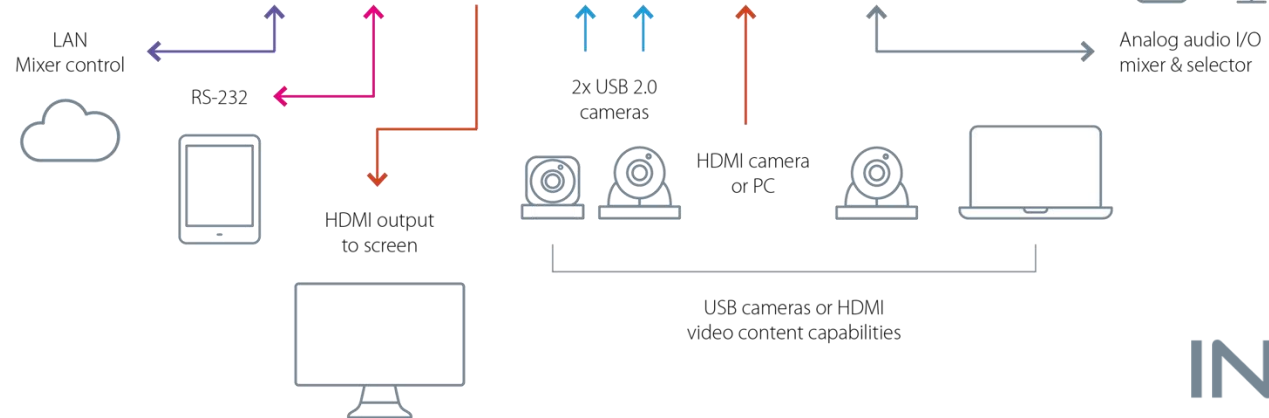 LAN
Mixer control
RS-232
HDMI output
to screen
2x USB 2.0
cameras
HDMI camera
or PC
Analog audio I/O
mixer & selector
USB cameras or HDMI
video content capabilities
IN